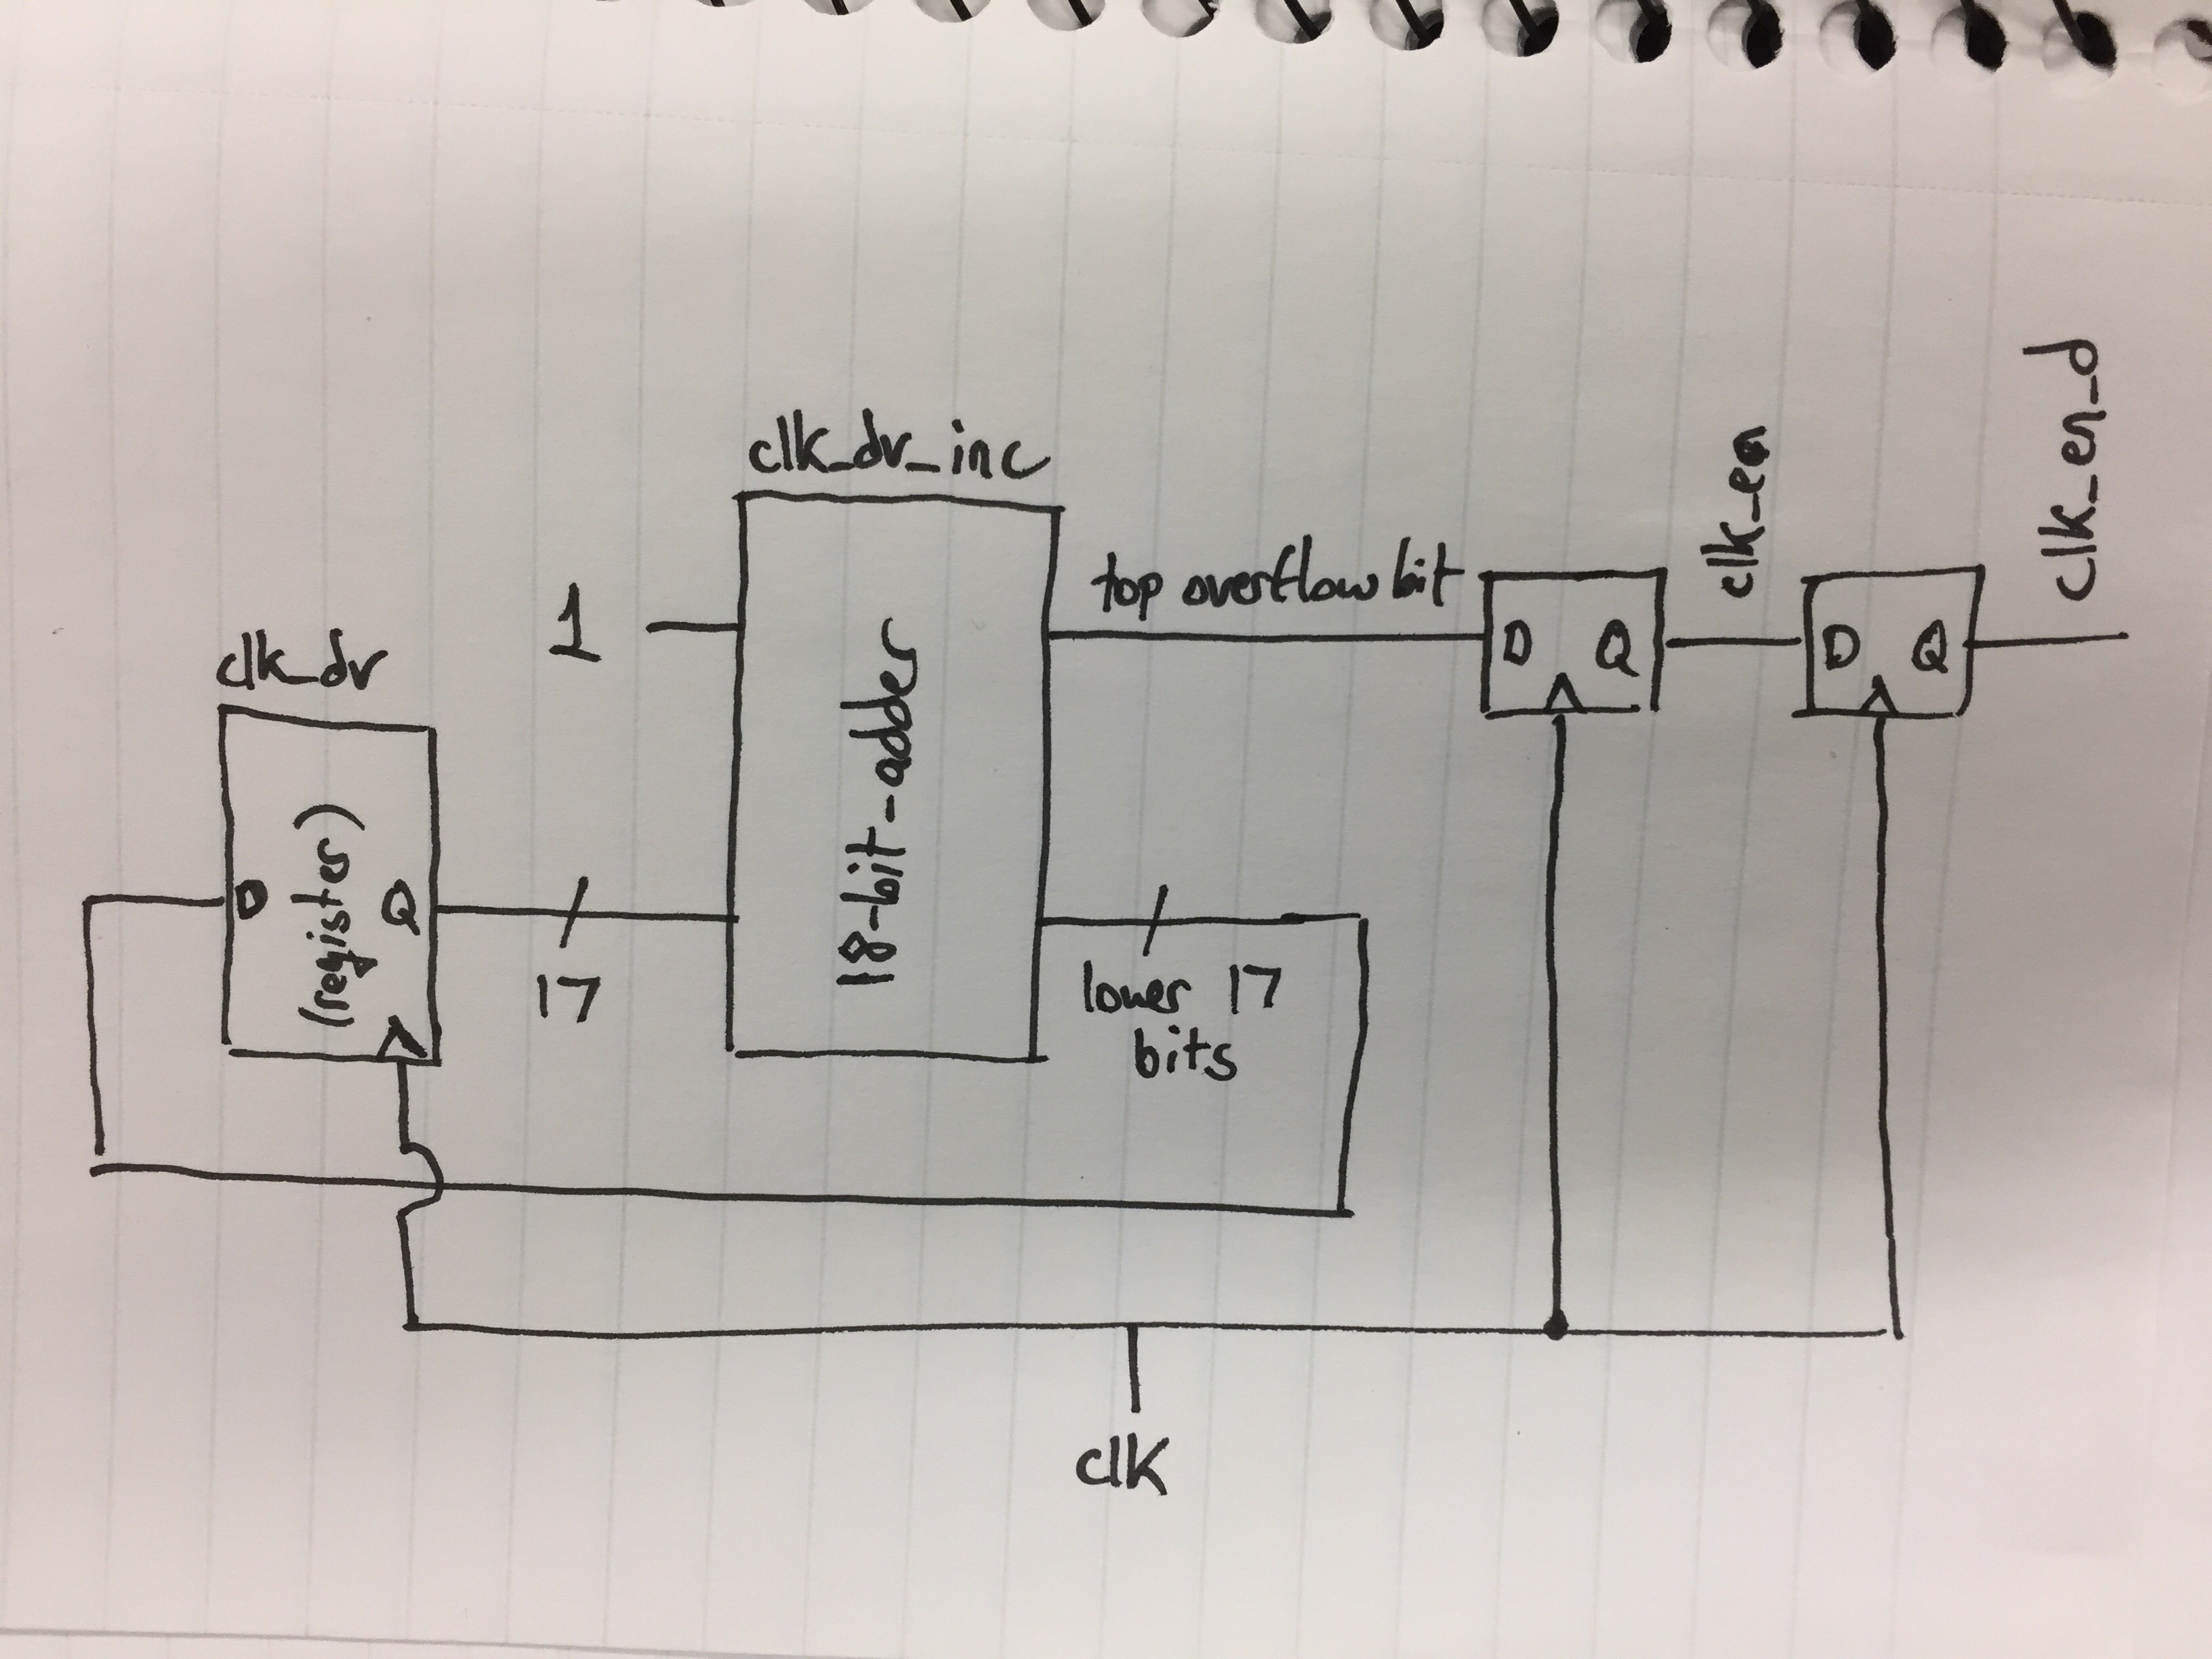 clk_dv
D
(register)
Q
17
1
clk_dv_inc
18-bit-adder
top overflow bit
lower 17
bits
clk
D
Q
clk_en
D
Q
clk_en_d